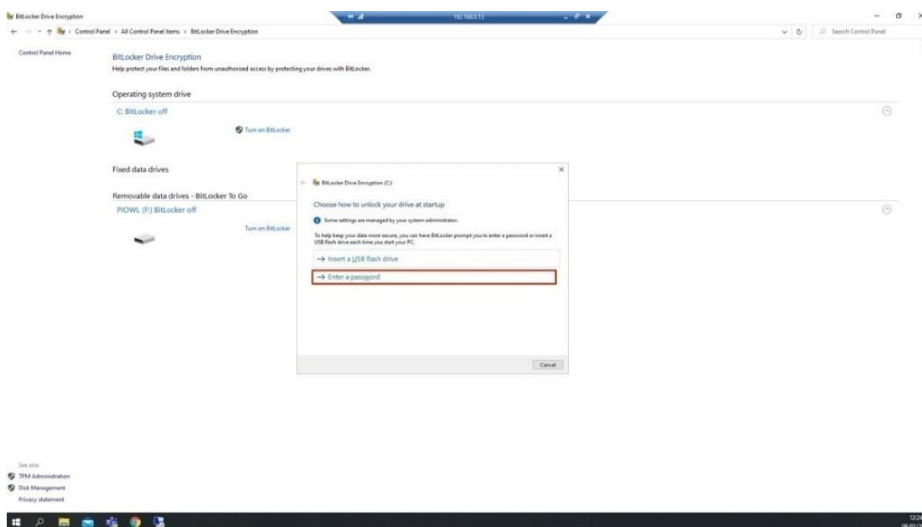 BitLocker Drive Encryption
192.168.0.13
Control Panel › All Control Panel Items › BitLocker Drive Encryption
Search Control Panel
Control Panel Home
BitLocker Drive Encryption
Help protect your files and folders from unauthorized access by protecting your drives with BitLocker.
Operating system drive
C: BitLocker off
Turn on BitLocker
Fixed data drives
Removable data drives - BitLocker To Go
PIOWL (F:) BitLocker off
Turn on BitLocker
BitLocker Drive Encryption (C:)
Choose how to unlock your drive at startup
Some settings are managed by your system administrator.
To help keep your data more secure, you can have BitLocker prompt you to enter a password or insert a
USB flash drive each time you start your PC.
Insert a USB flash drive
Enter a password
Cancel
See also
TPM Administration
Disk Management
Privacy statement